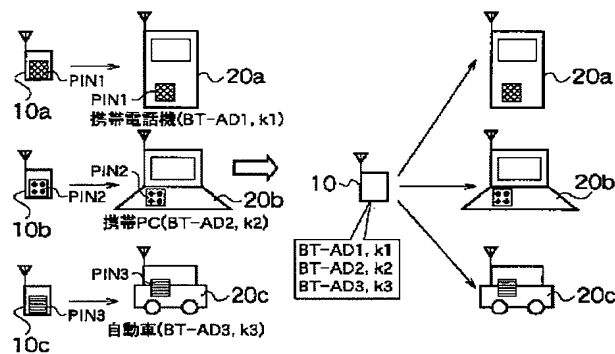 10a
PIN1
PIN1
20a
携帯電話機(BT-AD1, k1)
10b
PIN2
PIN2
20b
携帯PC(BT-AD2, k2)
10c
PIN3
PIN3
20c
自動車(BT-AD3, k3)
10
BT-AD1, k1
BT-AD2, k2
BT-AD3, k3
20a
20b
20c